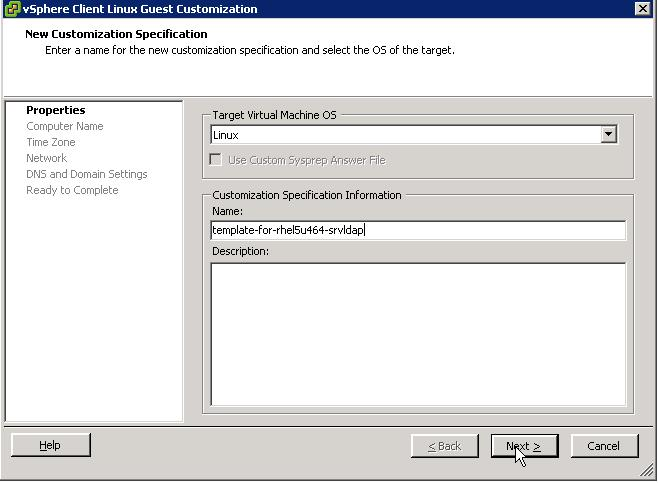 vSphere Client Linux Guest Customization
New Customization Specification
Enter a name for the new customization specification and select the OS of the target.
Properties
Computer Name
Time Zone
Network
DNS and Domain Settings
Ready to Complete
Target Virtual Machine OS
Linux
Use Custom Sysprep Answer File
Customization Specification Information
Name:
template-for-rhel5u464-srvldap
Description:
Help
< Back
Next >
Cancel